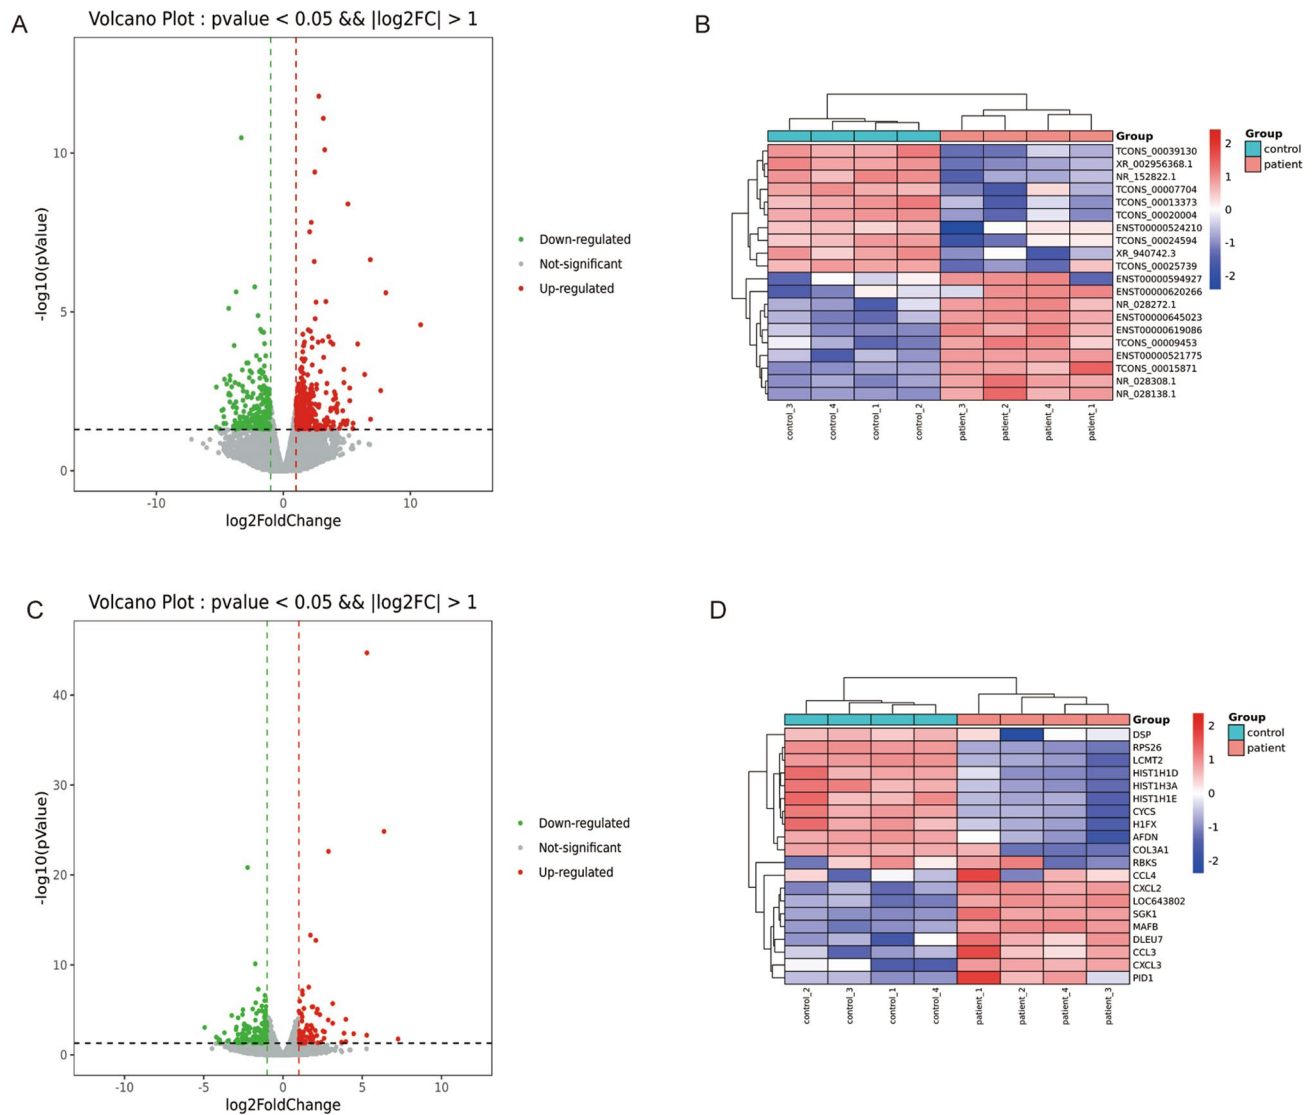 A
Volcano Plot : pvalue < 0.05 && |log2FC| > 1
-log10(pValue)
10
5
0
-10
0
10
log2FoldChange
Down-regulated
Not-significant
Up-regulated
B
Group
TCONS_00039130
XR_002956368.1
NR_152822.1
TCONS_00007704
TCONS_00013373
TCONS_00020004
ENST00000524210
TCONS_00024594
XR_940742.3
TCONS_00025739
ENST00000594927
ENST00000620266
NR_028272.1
ENST00000645023
ENST00000619086
TCONS_00009453
ENST00000521775
TCONS_00015871
NR_028308.1
NR_028138.1
control_3
control_4
control_1
control_2
patient_3
patient_2
patient_4
patient_1
2
1
0
-1
-2
Group
control
patient
C
Volcano Plot : pvalue < 0.05 && |log2FC| > 1
-log10(pValue)
40
30
20
10
0
-10
-5
0
5
10
log2FoldChange
Down-regulated
Not-significant
Up-regulated
D
Group
DSP
RPS26
LCMT2
HIST1H1D
HIST1H3A
HIST1H1E
CYCS
H1FX
AFDN
COL3A1
RBKS
CCL4
CXCL2
LOC643802
SGK1
MAFB
DLEU7
CCL3
CXCL3
PID1
control_2
control_3
control_1
control_4
patient_1
patient_2
patient_4
patient_3
2
1
0
-1
-2
Group
control
patient